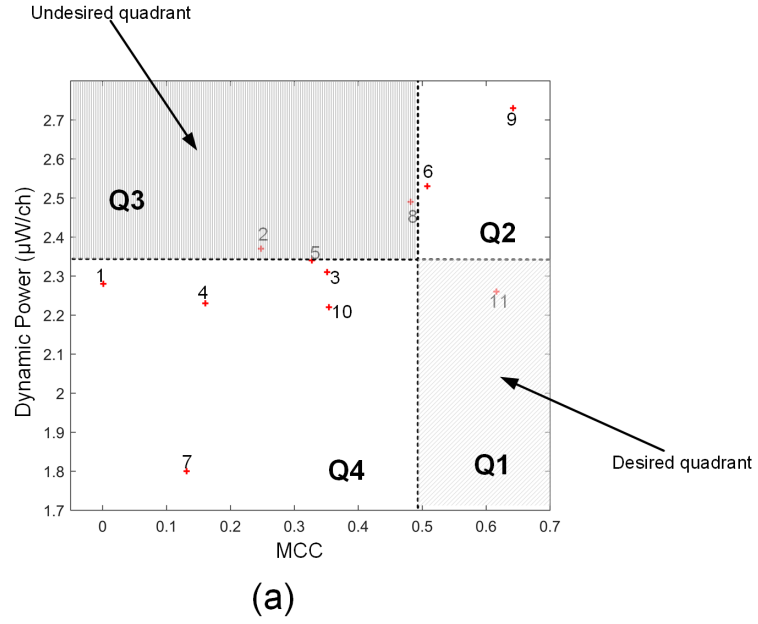 Undesired quadrant
2.7
9
2.6
6
2.5
Q3
8
Q2
2.4
2
5
2.3
1
3
11
4
10
2.2
2.1
2
1.9
7
1.8
Q4
Q1
Desired quadrant
1.7
0 0.1 0.2 0.3 0.4 0.5 0.6 0.7
MCC
Dynamic Power (µW/ch)
(a)